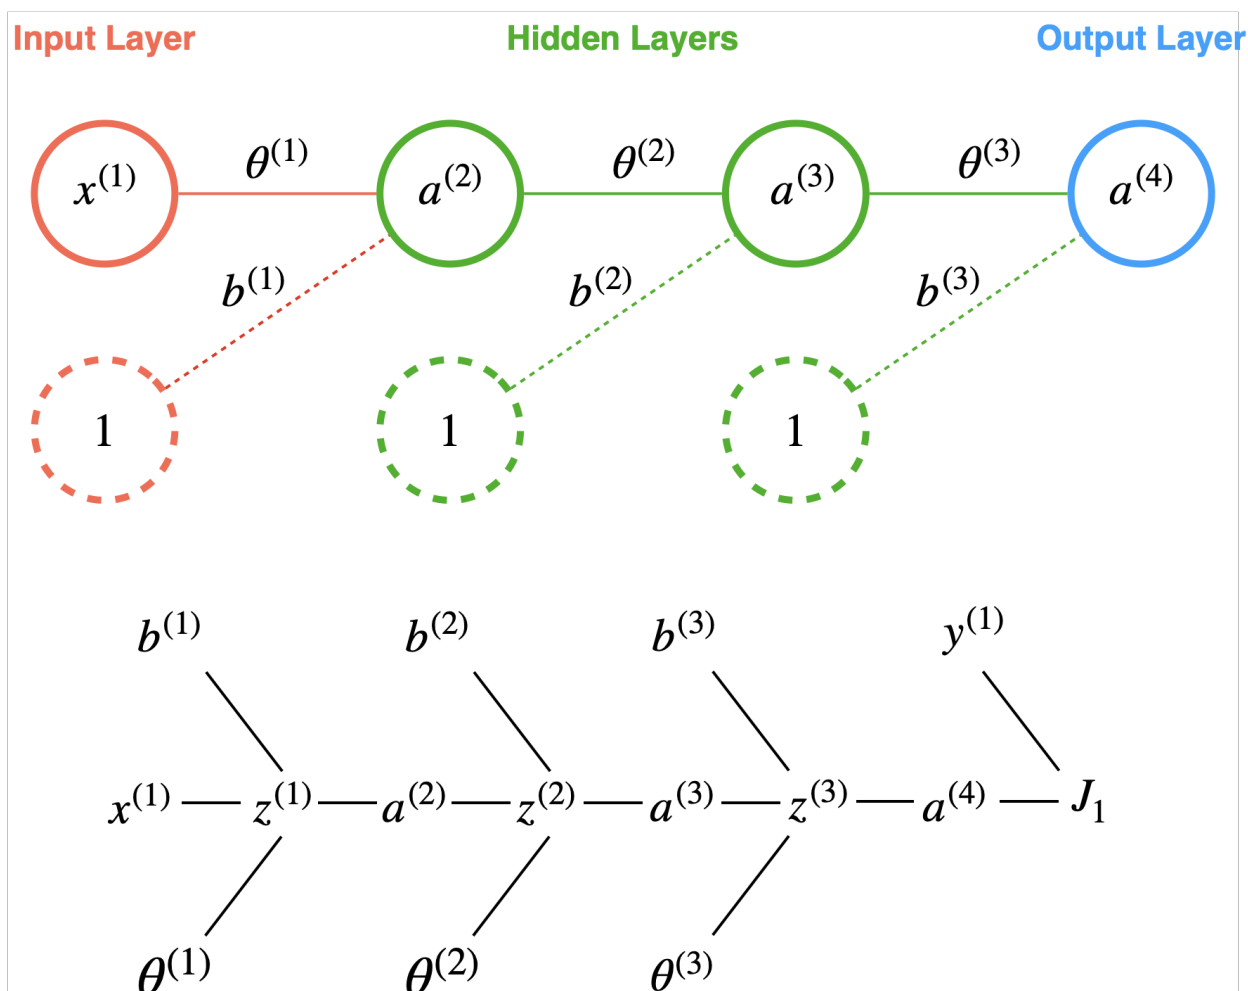 Input Layer Hidden Layers Output Layer
θ(1) θ(2) θ(3)
x(1) a(2) a(3) a(4)
b(1) b(2) b(3)
1 1 1
b(1) b(2) b(3) y(1)
x(1) z(1) a(2) z(2) a(3) z(3) a(4) J1
θ(1) θ(2) θ(3)